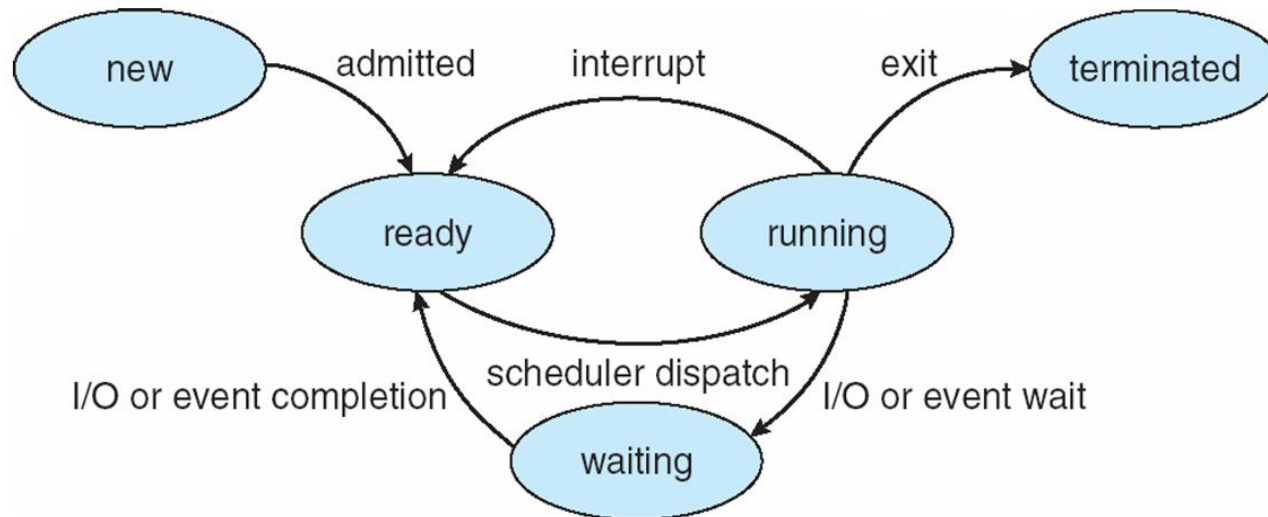 new
admitted
interrupt
exit
terminated
ready
running
scheduler dispatch
I/O or event completion
I/O or event wait
waiting